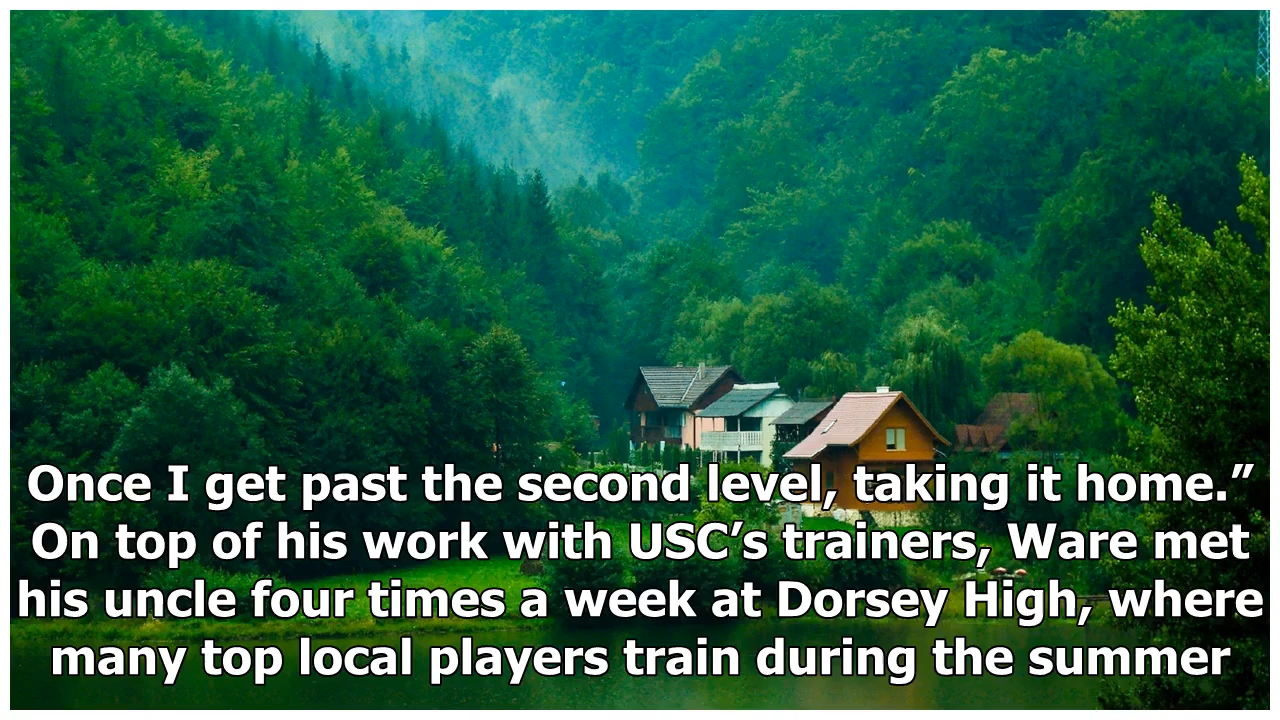 Once I get past the second level, taking it home.”
On top of his work with USC’s trainers, Ware met
his uncle four times a week at Dorsey High, where
many top local players train during the summer